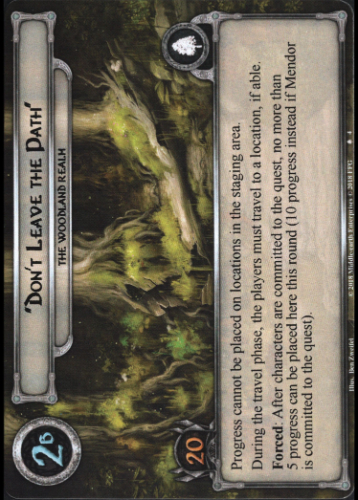 2B
"Don't Leave the Path"
The Woodland Realm
20
Progress cannot be placed on locations in the staging area.
During the travel phase, the players must travel to a location, if able.
Forced: After characters are committed to the quest, no more
than 5 progress can be placed here this round (10 progress instead if Mendor
is committed to the quest).
Illus. Ben Zweifel © 2018 Middle-earth Enterprises © 2018 FFG 4